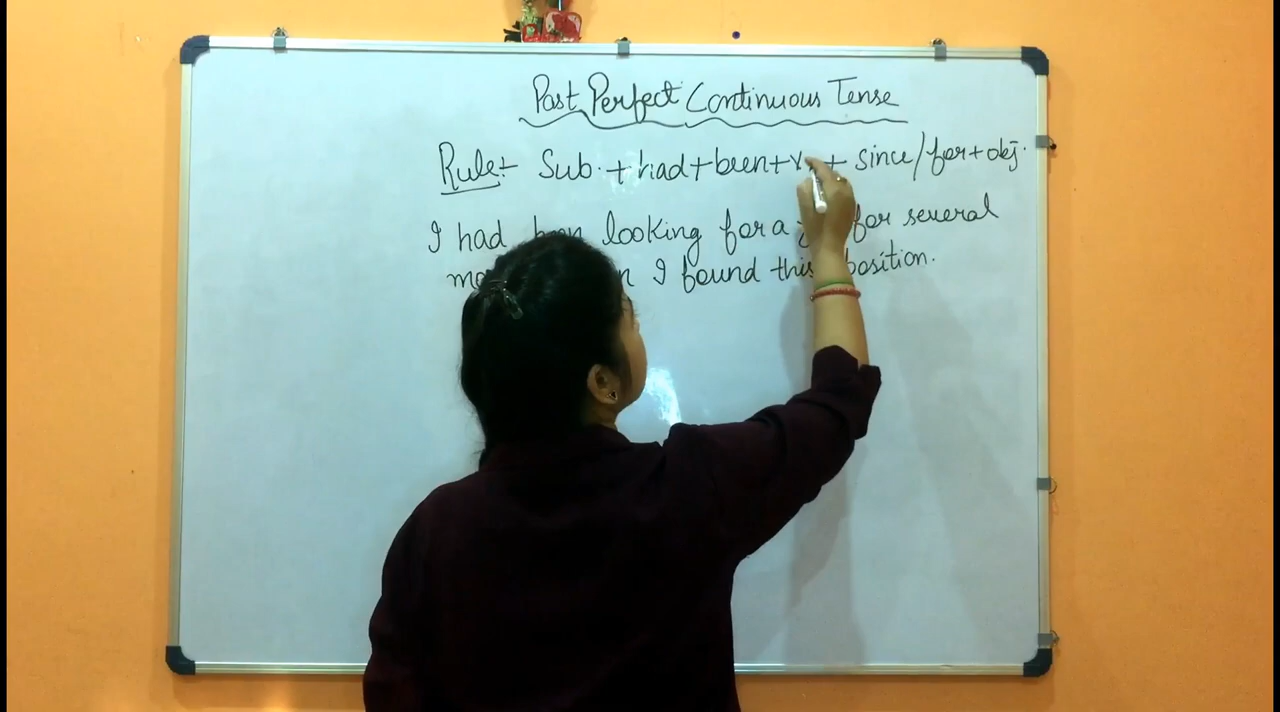 Past Perfect Continuous Tense
Rule:- Sub. + had + been + V + since/for + obj.
I had been looking for a for several
I found this position.